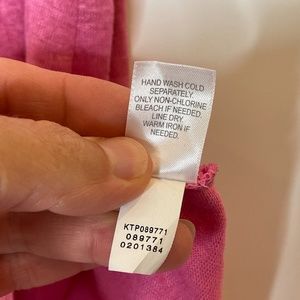 HAND WASH COLD
SEPARATELY.
ONLY NON-CHLORINE
BLEACH IF NEEDED.
LINE DRY.
WARM IRON IF
NEEDED.
KTP089771
089771
0201384